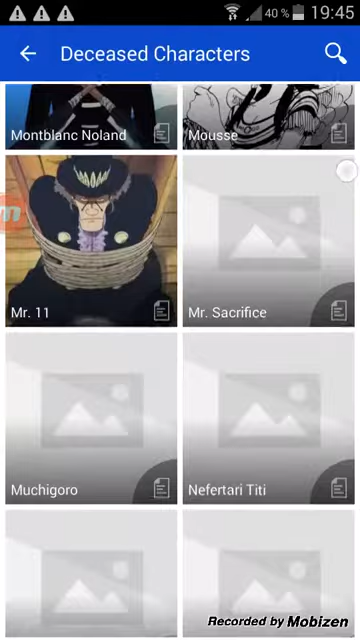 40 % 19:45
Deceased Characters
Montblanc Noland
Mousse
Mr. 11
Mr. Sacrifice
Muchigoro
Nefertari Titi
Recorded by Mobizen